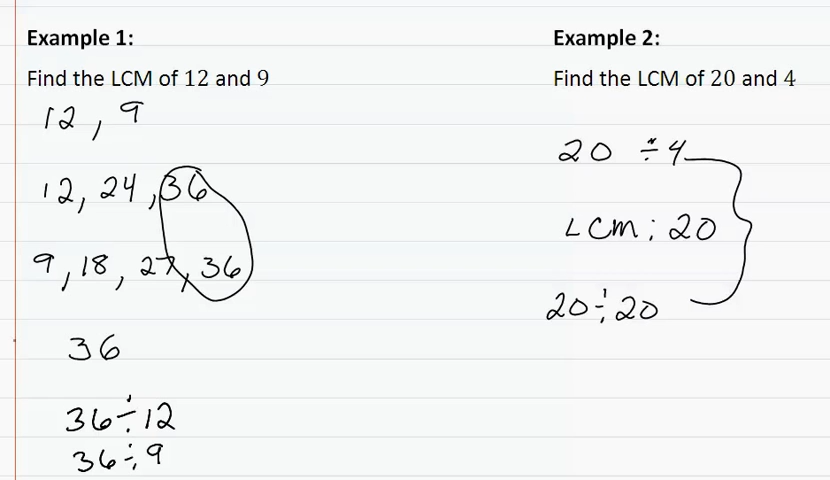 Example 1:
Find the LCM of 12 and 9
12, 9
12, 24, 36
9, 18, 27, 36
36
36 ÷ 12
36 ÷ 9
Example 2:
Find the LCM of 20 and 4
20 ÷ 4
LCM: 20
20 ÷ 20